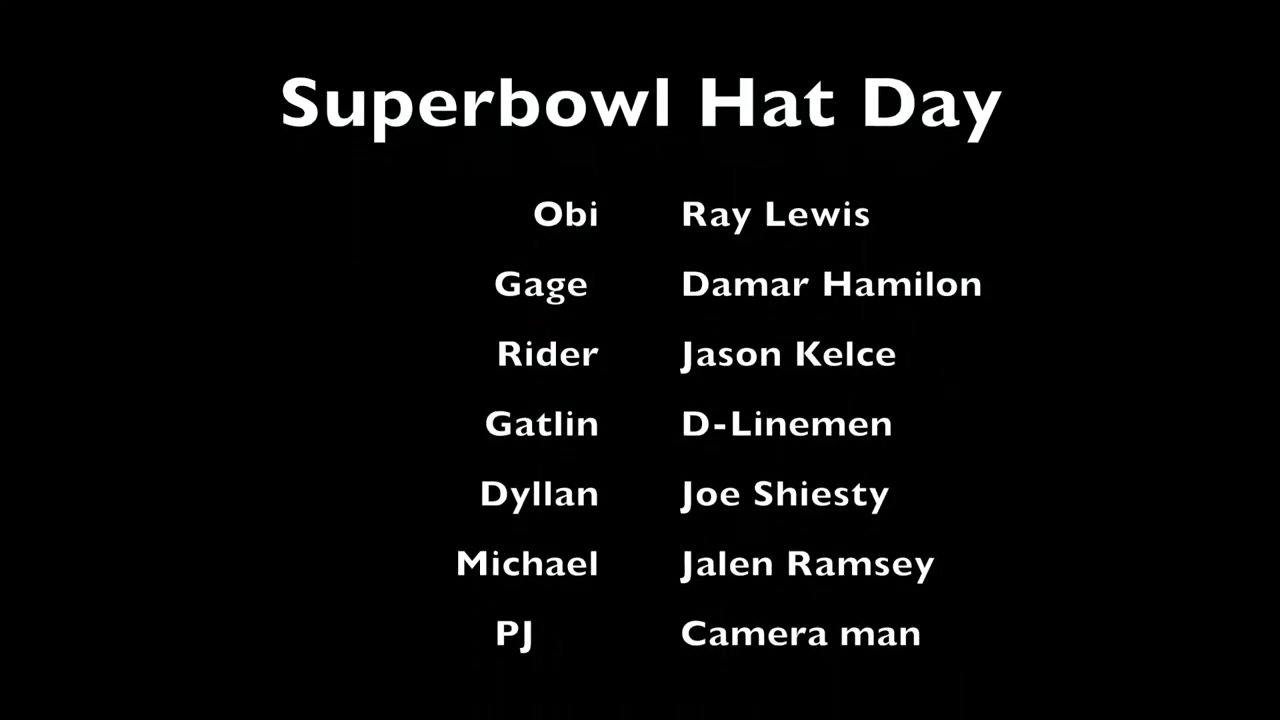 Superbowl Hat Day
Obi Ray Lewis
Gage Damar Hamilon
Rider Jason Kelce
Gatlin D-Linemen
Dyllan Joe Shiesty
Michael Jalen Ramsey
PJ Camera man